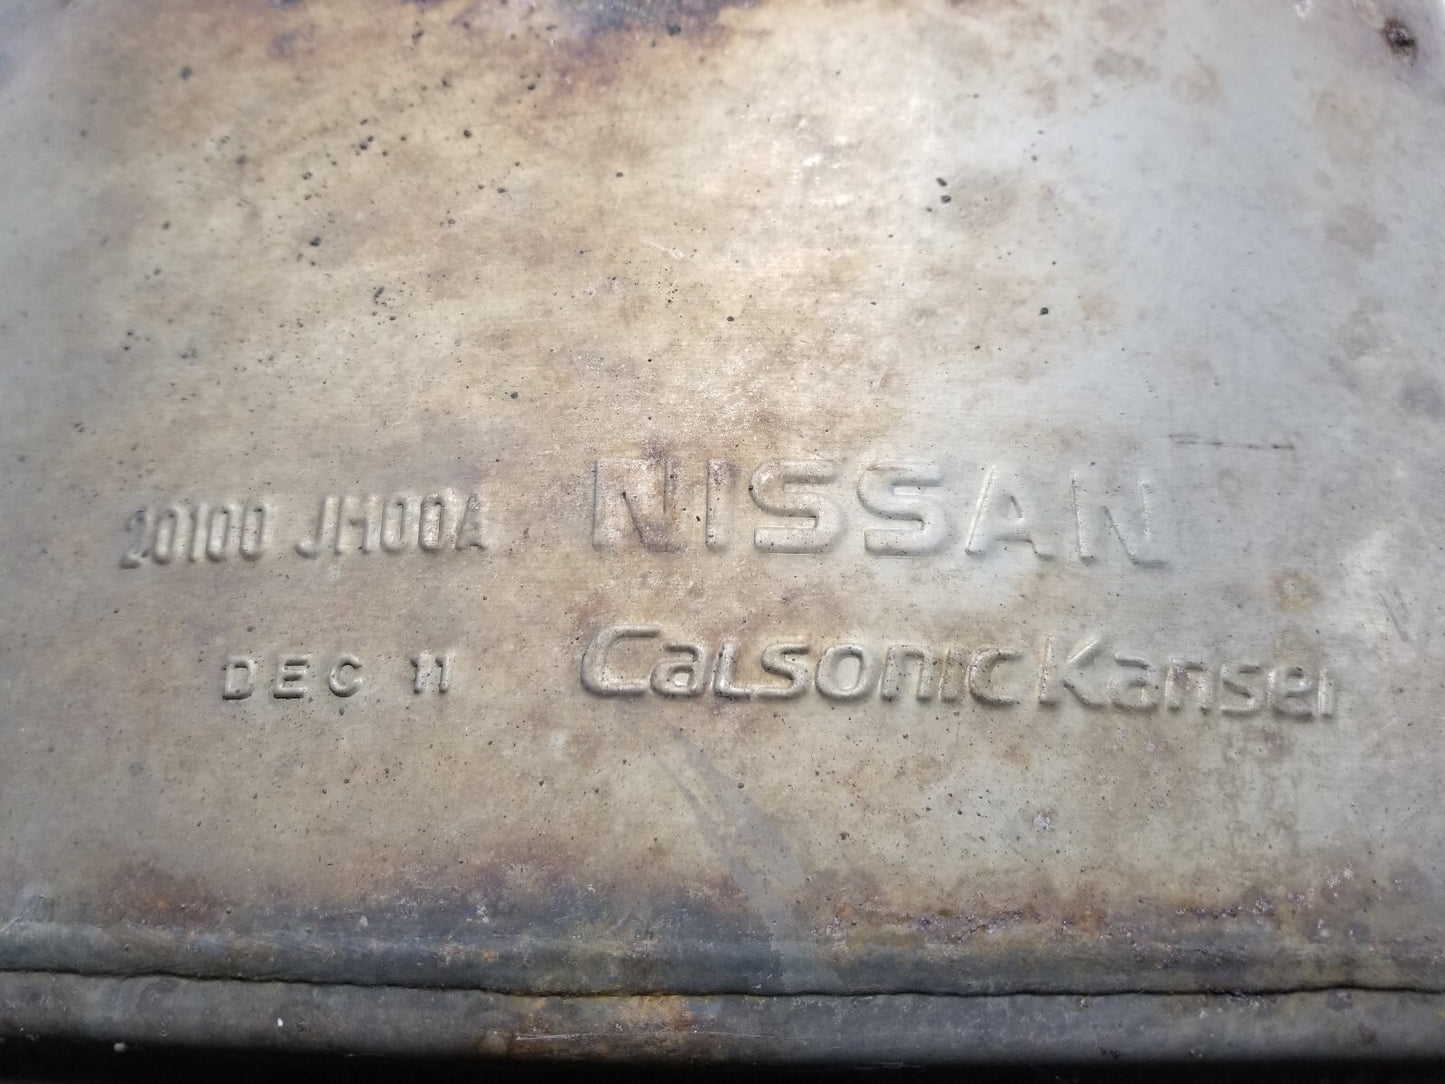 20100 JH00A NISSAN
DEC 11 CalsonicKansei